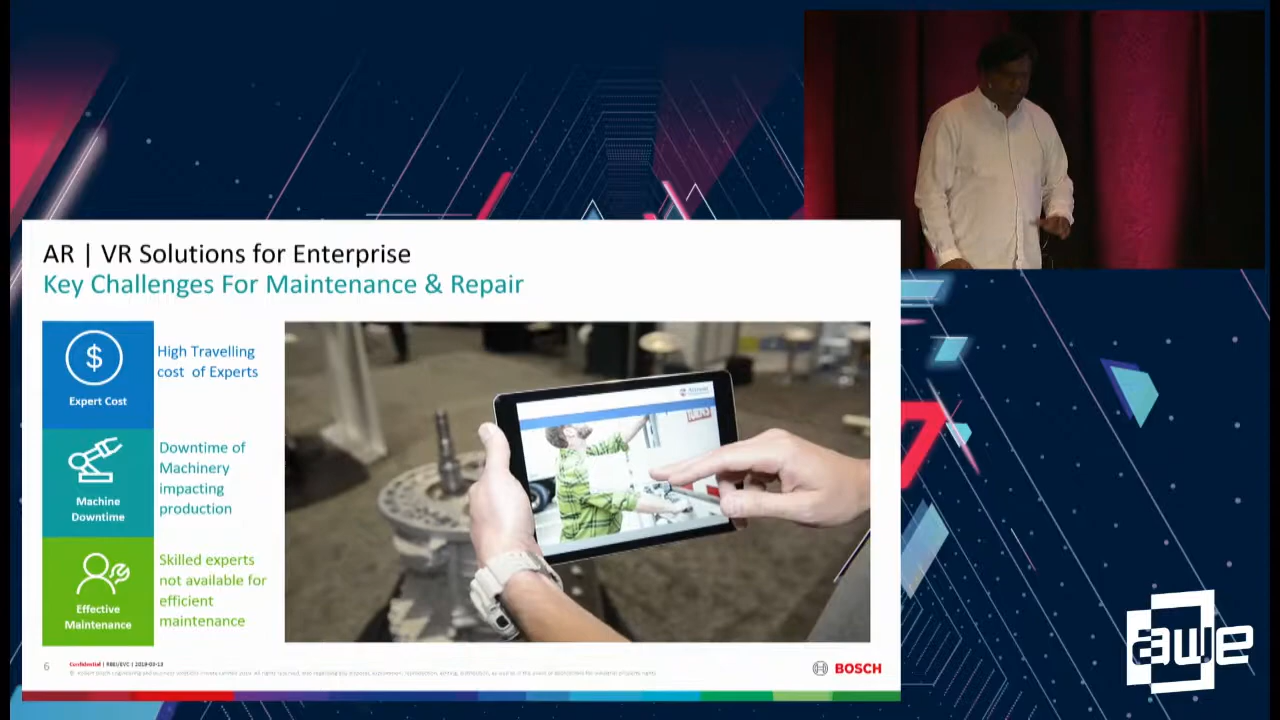 AR | VR Solutions for Enterprise
Key Challenges For Maintenance & Repair
$
Expert Cost
High Travelling
cost of Experts
Machine
Downtime
Downtime of
Machinery
impacting
production
Effective
Maintenance
Skilled experts
not available for
efficient
maintenance
6
Confidential
BOSCH
awe